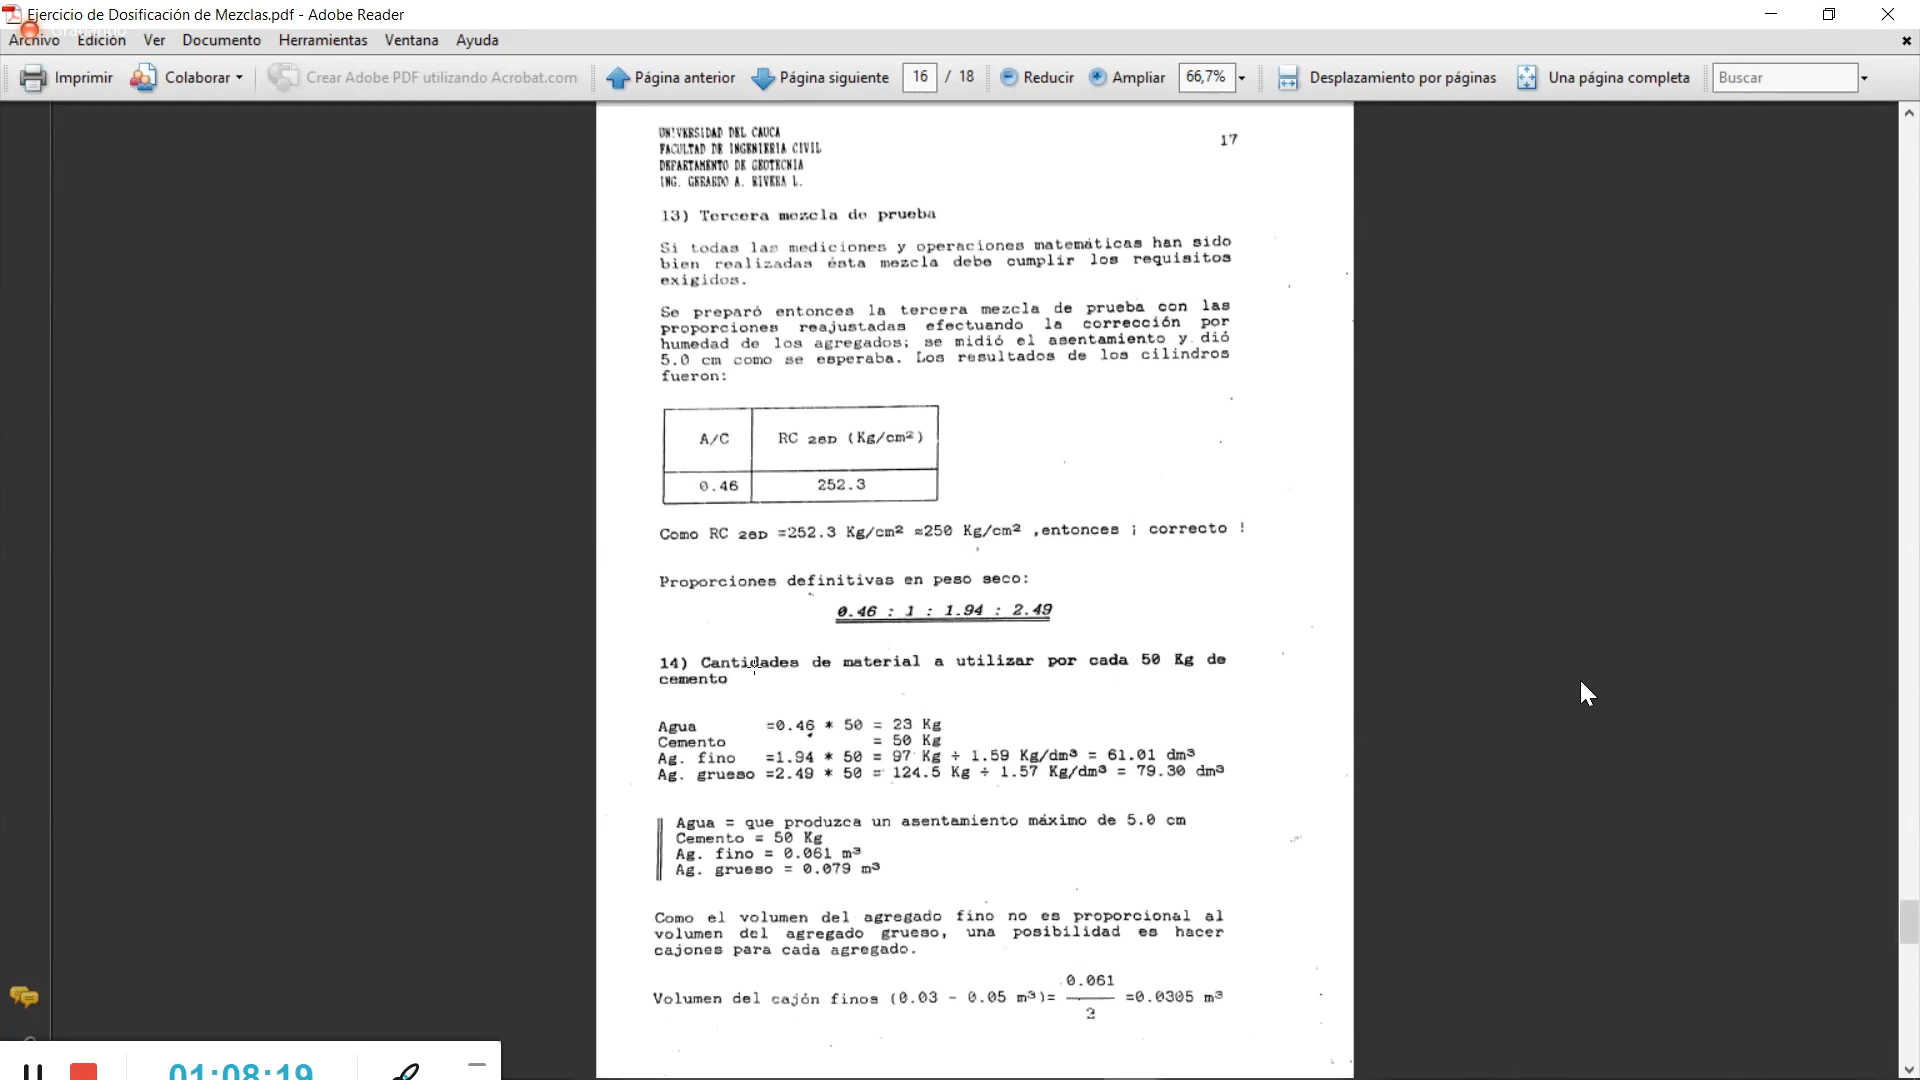 Ejercicio de Dosificación de Mezclas.pdf - Adobe Reader
Archivo Edición Ver Documento Herramientas Ventana Ayuda
Imprimir Colaborar Crear Adobe PDF utilizando Acrobat.com Página anterior Página siguiente 16 / 18 Reducir Ampliar 66,7% Desplazamiento por páginas Una página completa Buscar
UNIVERSIDAD DEL CAUCA
17
FACULTAD DE INGENIERIA CIVIL
DEPARTAMENTO DE GEOTECNIA
ING. GERARDO A. RIVERA L.
13) Tercera mezcla de prueba
Si todas las mediciones y operaciones matemáticas han sido
bien realizadas ésta mezcla debe cumplir los requisitos
exigidos.
Se preparó entonces la tercera mezcla de prueba con las
proporciones reajustadas efectuando la corrección por
humedad de los agregados; se midió el asentamiento y dió
5.0 cm como se esperaba. Los resultados de los cilindros
fueron:
A/C RC 28D (Kg/cm²)
0.46 252.3
Como RC 28D =252.3 Kg/cm² ≈250 Kg/cm² ,entonces ¡ correcto !
Proporciones definitivas en peso seco:
0.46 : 1 : 1.94 : 2.49
14) Cantidades de material a utilizar por cada 50 Kg de
cemento
Agua =0.46 * 50 = 23 Kg
Cemento = 50 Kg
Ag. fino =1.94 * 50 = 97 Kg ÷ 1.59 Kg/dm³ = 61.01 dm³
Ag. grueso =2.49 * 50 = 124.5 Kg ÷ 1.57 Kg/dm³ = 79.30 dm³
Agua = que produzca un asentamiento máximo de 5.0 cm
Cemento = 50 Kg
Ag. fino = 0.061 m³
Ag. grueso = 0.079 m³
Como el volumen del agregado fino no es proporcional al
volumen del agregado grueso, una posibilidad es hacer
cajones para cada agregado.
0.061
Volumen del cajón finos (0.03 - 0.05 m³)= =0.0305 m³
2
01:08:19